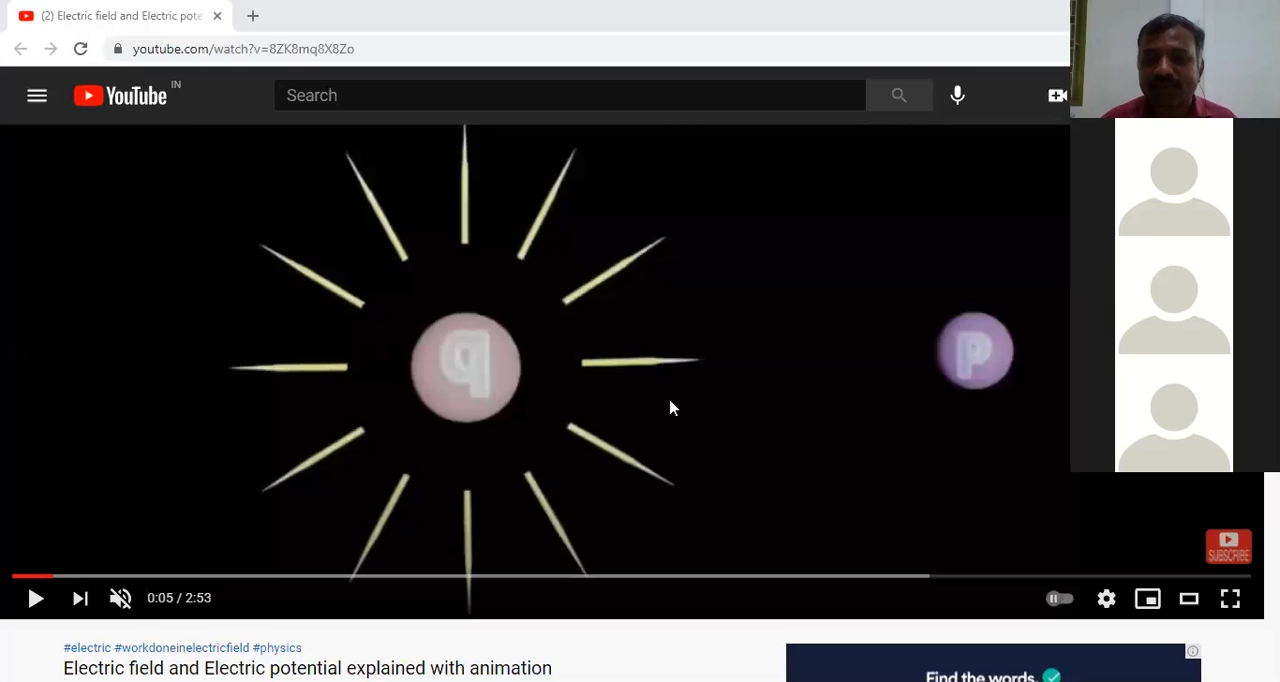 (2) Electric field and Electric pote
youtube.com/watch?v=8ZK8mq8X8Zo
YouTube IN
Search
q
p
SUBSCRIBE
0:05 / 2:53
#electric #workdoneinelectricfield #physics
Electric field and Electric potential explained with animation
Find the words.